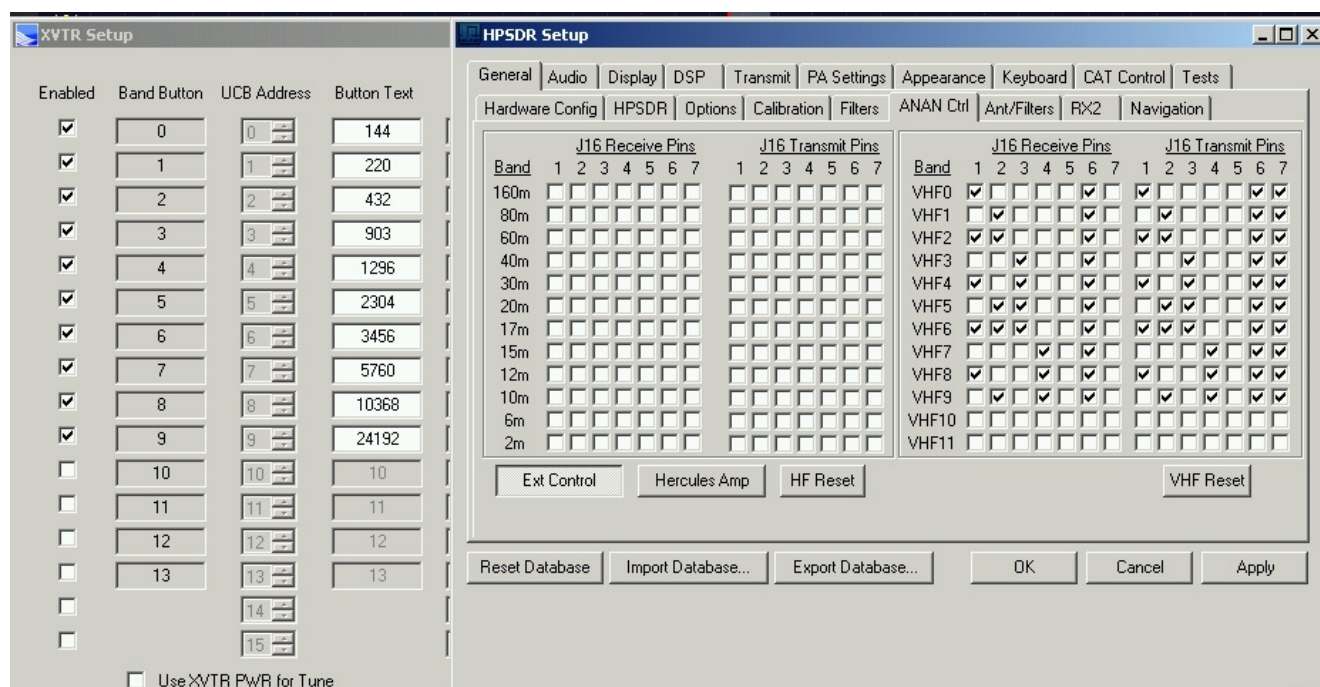 XVTR Setup
Enabled Band Button UCB Address Button Text
0 0 144
1 1 220
2 2 432
3 3 903
4 4 1296
5 5 2304
6 6 3456
7 7 5760
8 8 10368
9 9 24192
10 10 10
11 11 11
12 12 12
13 13 13
14
15
Use XVTR PWR for Tune
HPSDR Setup
General Audio Display DSP Transmit PA Settings Appearance Keyboard CAT Control Tests
Hardware Config HPSDR Options Calibration Filters ANAN Ctrl Ant/Filters RX2 Navigation
J16 Receive Pins J16 Transmit Pins
Band 1 2 3 4 5 6 7 1 2 3 4 5 6 7
160m
80m
60m
40m
30m
20m
17m
15m
12m
10m
6m
2m
J16 Receive Pins J16 Transmit Pins
Band 1 2 3 4 5 6 7 1 2 3 4 5 6 7
VHF0
VHF1
VHF2
VHF3
VHF4
VHF5
VHF6
VHF7
VHF8
VHF9
VHF10
VHF11
Ext Control Hercules Amp HF Reset VHF Reset
Reset Database Import Database... Export Database... OK Cancel Apply